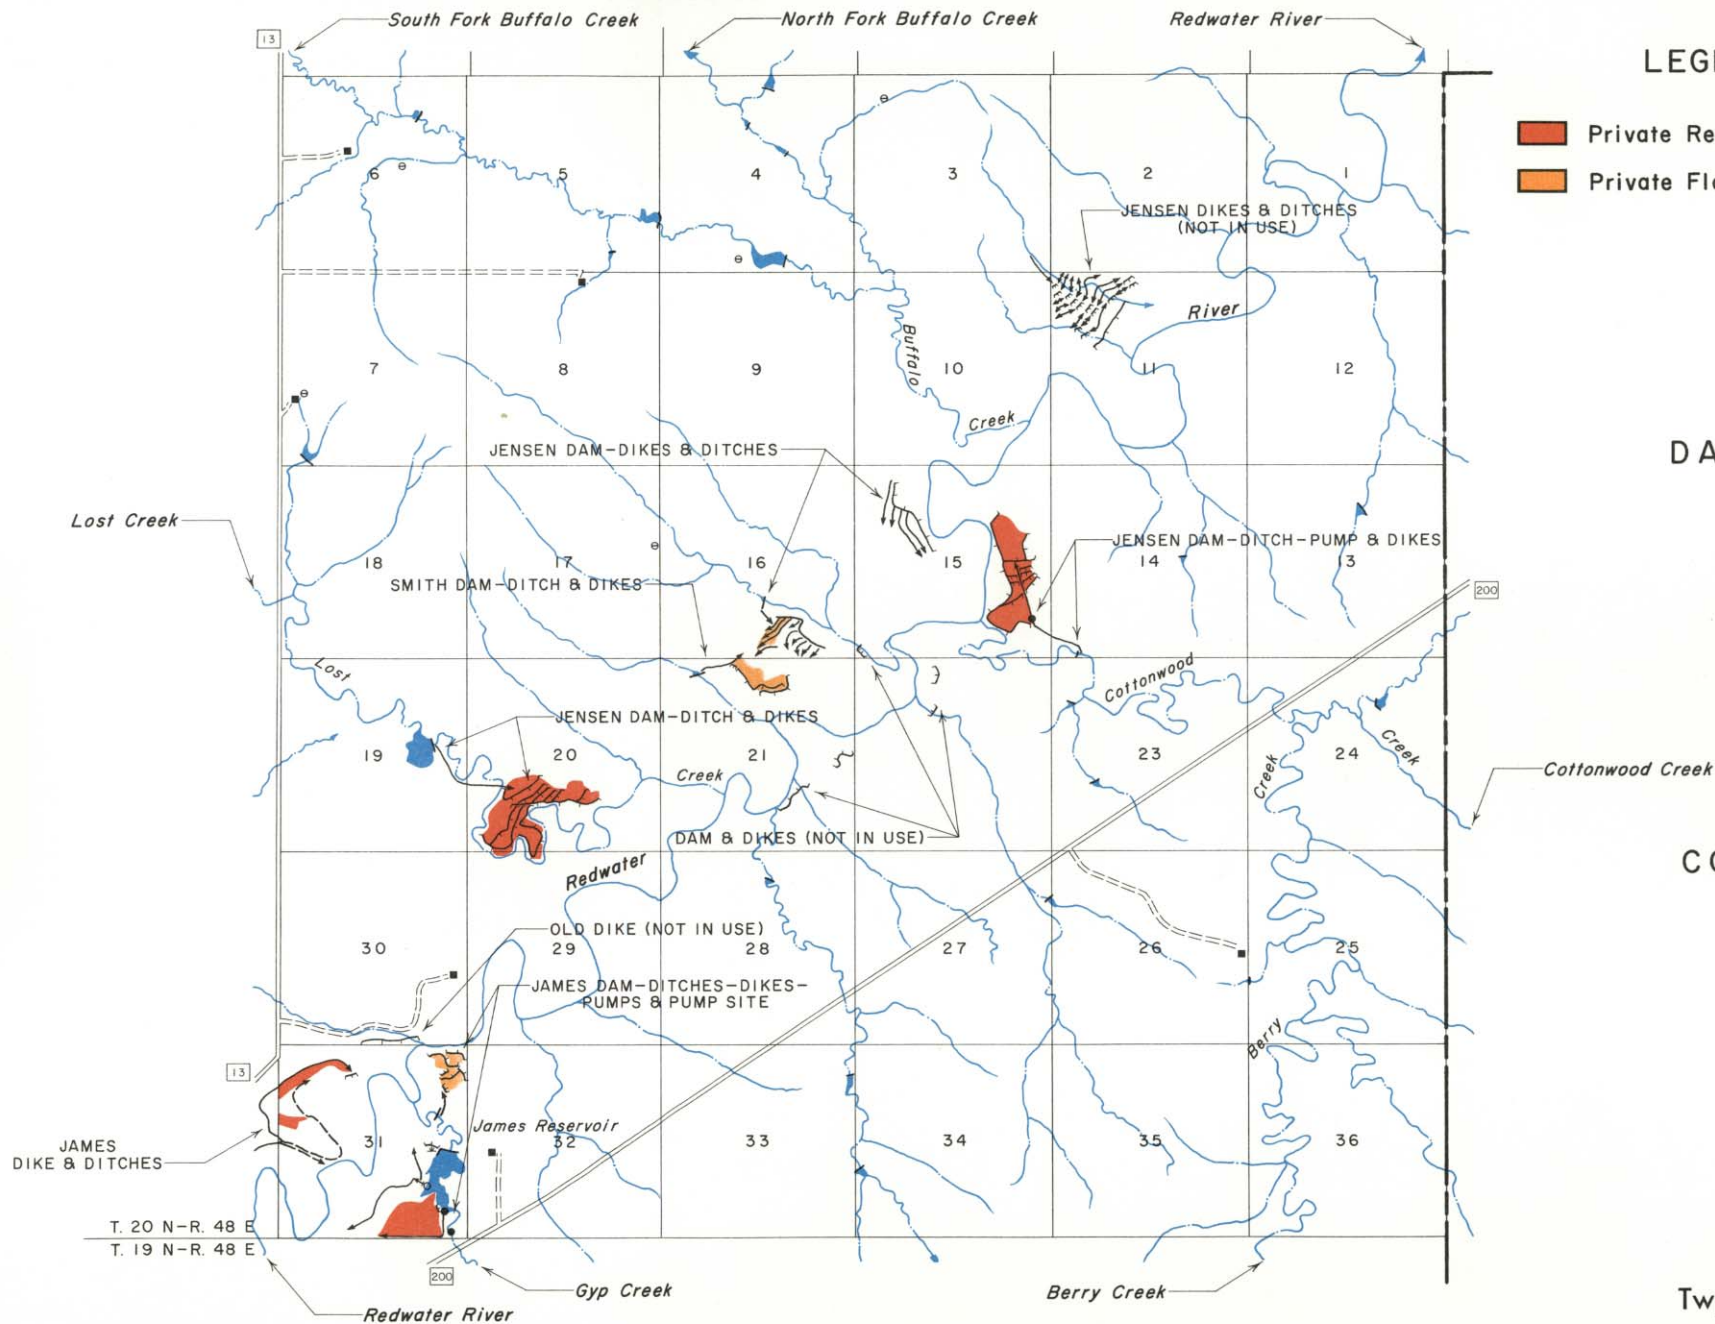 South Fork Buffalo Creek
North Fork Buffalo Creek
Redwater River
13
LEGE
Private Re
Private Flo
6
5
4
3
2
1
JENSEN DIKES & DITCHES
(NOT IN USE)
River
Buffalo
7
8
9
10
11
12
Creek
JENSEN DAM-DIKES & DITCHES
DA
Lost Creek
JENSEN DAM-DITCH-PUMP & DIKES
18
17
16
15
14
13
SMITH DAM-DITCH & DIKES
200
Lost
Cottonwood
JENSEN DAM-DITCH & DIKES
19
20
21
23
24
Creek
Creek
Creek
Cottonwood Creek
DAM & DIKES (NOT IN USE)
Redwater
CO
OLD DIKE (NOT IN USE)
30
29
28
27
26
25
JAMES DAM-DITCHES-DIKES-
PUMPS & PUMP SITE
Berry
13
James Reservoir
31
32
33
34
35
36
JAMES
DIKE & DITCHES
T. 20 N-R. 48 E
T. 19 N-R. 48 E
200
Gyp Creek
Berry Creek
Redwater River
Tw